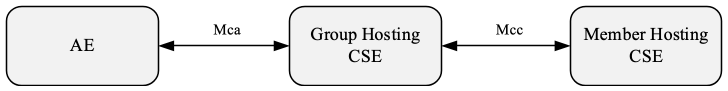 AE
Mca
Group Hosting
CSE
Mcc
Member Hosting
CSE